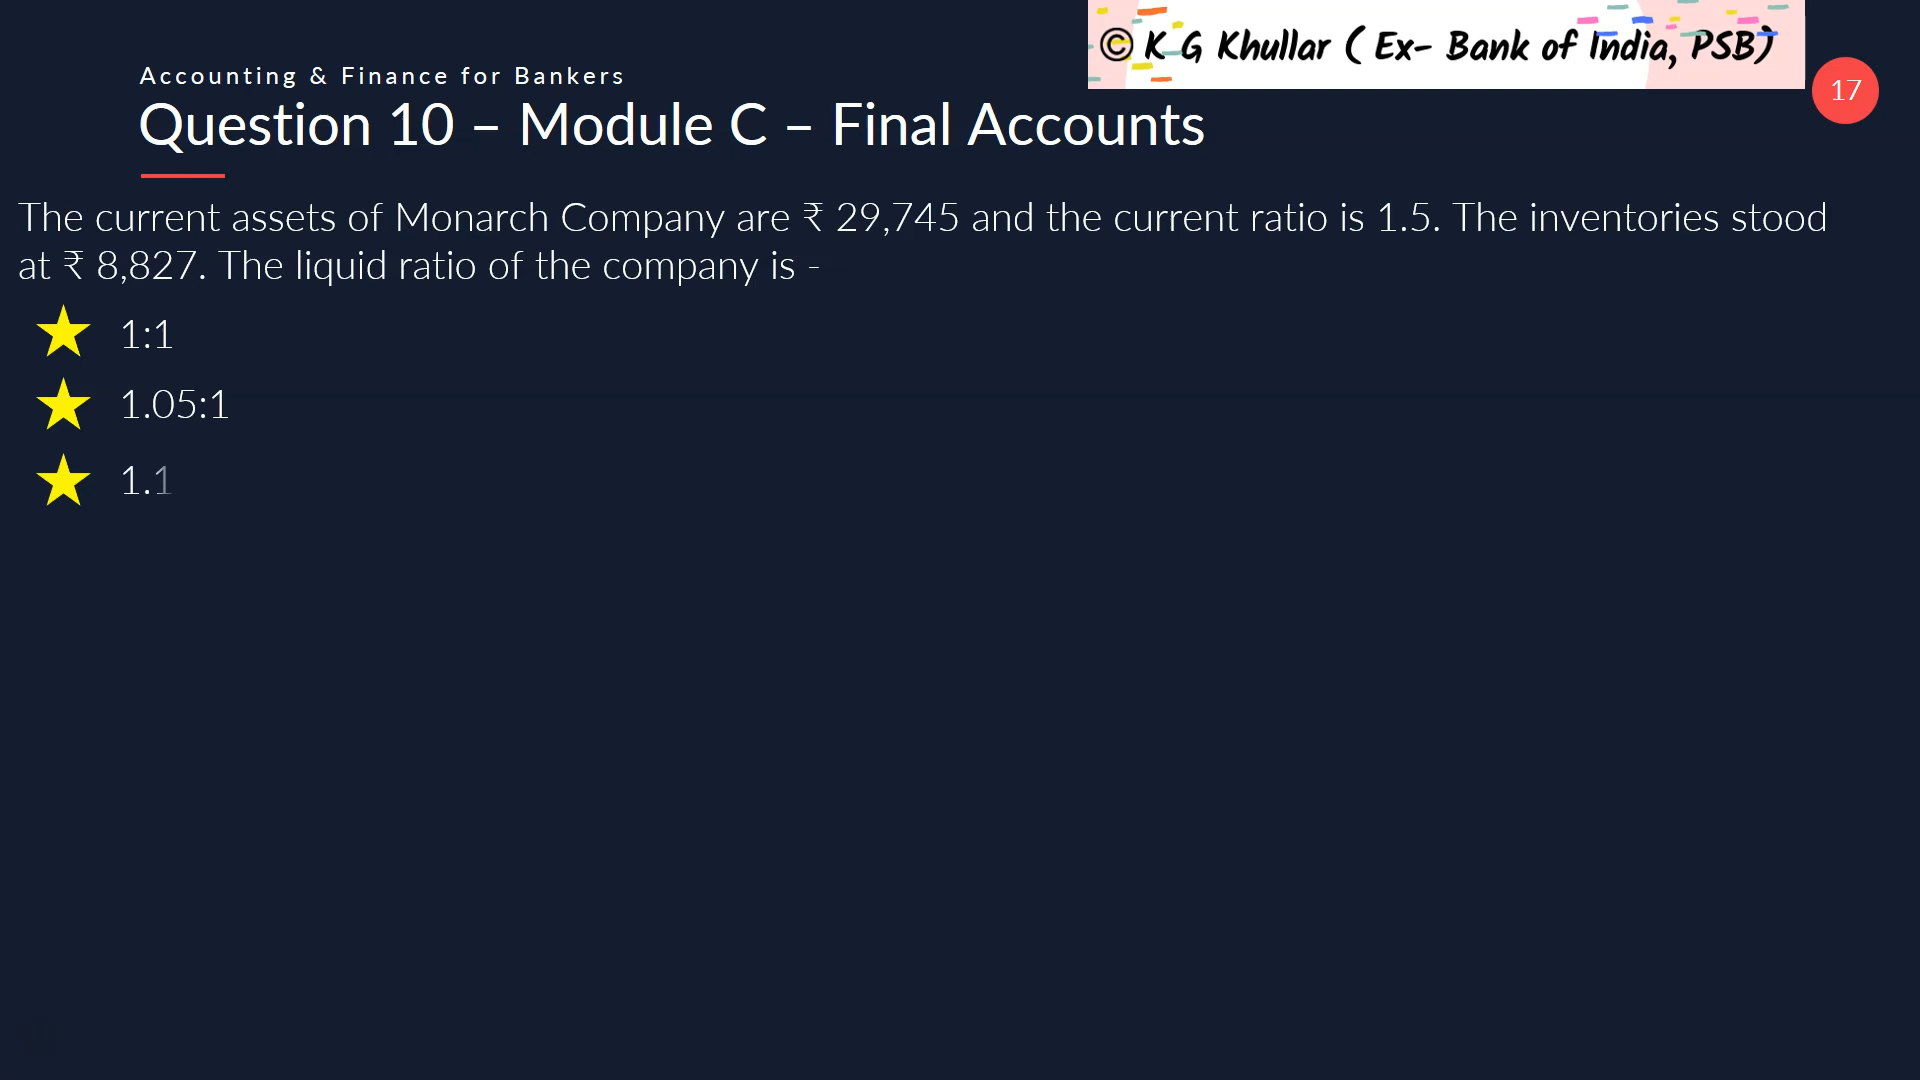 © K G Khullar ( Ex- Bank of India, PSB)
17
Accounting & Finance for Bankers
Question 10 – Module C – Final Accounts
The current assets of Monarch Company are ₹ 29,745 and the current ratio is 1.5. The inventories stood
at ₹ 8,827. The liquid ratio of the company is -
1:1
1.05:1
1.1